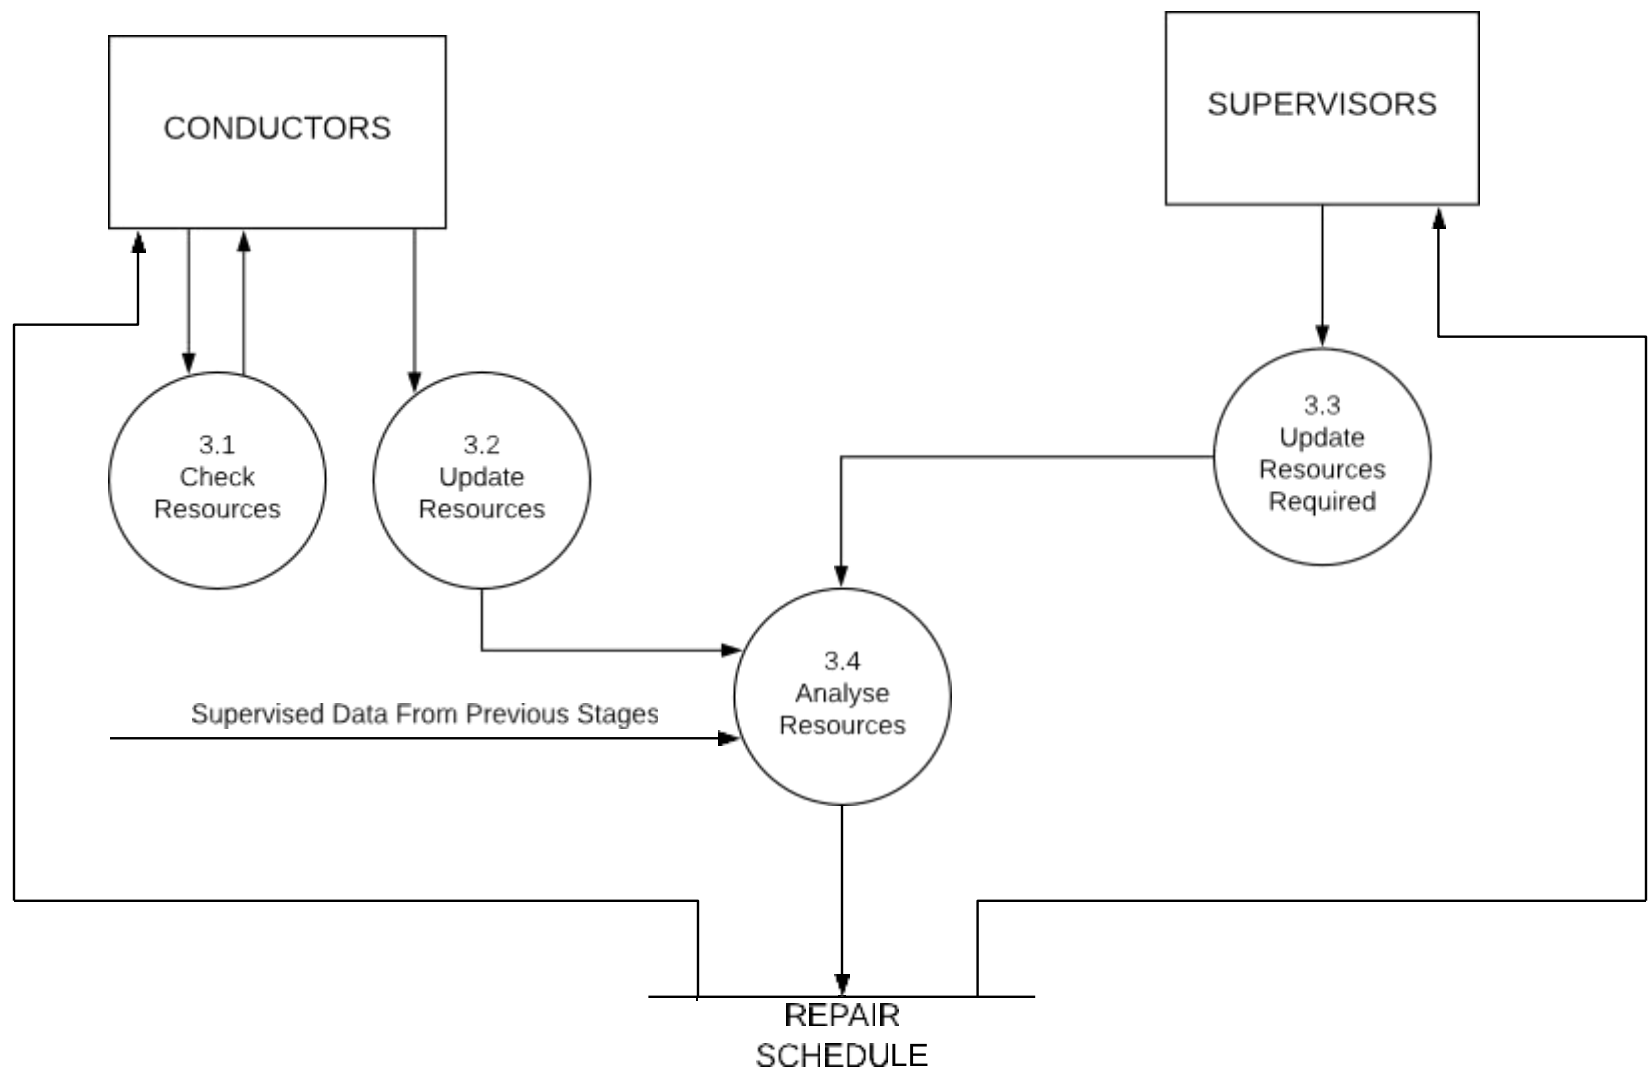 CONDUCTORS
SUPERVISORS
3.1
Check
Resources
3.2
Update
Resources
3.3
Update
Resources
Required
3.4
Analyse
Resources
Supervised Data From Previous Stages
REPAIR
SCHEDULE